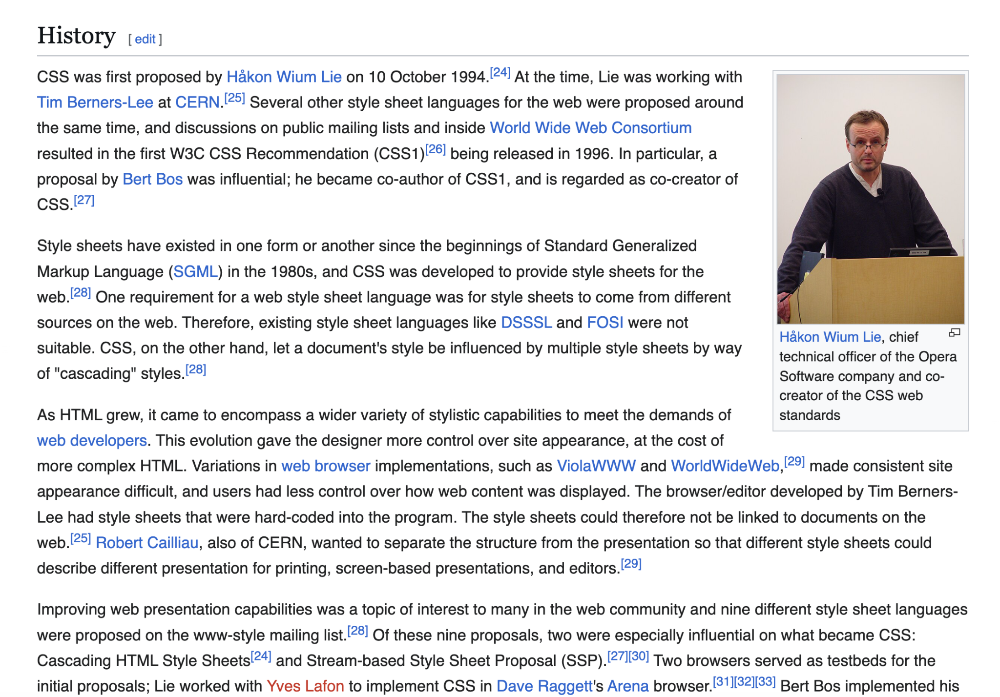 History [ edit ]
CSS was first proposed by Håkon Wium Lie on 10 October 1994.[24] At the time, Lie was working with
Tim Berners-Lee at CERN.[25] Several other style sheet languages for the web were proposed around
the same time, and discussions on public mailing lists and inside World Wide Web Consortium
resulted in the first W3C CSS Recommendation (CSS1)[26] being released in 1996. In particular, a
proposal by Bert Bos was influential; he became co-author of CSS1, and is regarded as co-creator of
CSS.[27]
Style sheets have existed in one form or another since the beginnings of Standard Generalized
Markup Language (SGML) in the 1980s, and CSS was developed to provide style sheets for the
web.[28] One requirement for a web style sheet language was for style sheets to come from different
sources on the web. Therefore, existing style sheet languages like DSSSL and FOSI were not
suitable. CSS, on the other hand, let a document's style be influenced by multiple style sheets by way
of "cascading" styles.[28]
Håkon Wium Lie, chief
technical officer of the Opera
Software company and co-
creator of the CSS web
standards
As HTML grew, it came to encompass a wider variety of stylistic capabilities to meet the demands of
web developers. This evolution gave the designer more control over site appearance, at the cost of
more complex HTML. Variations in web browser implementations, such as ViolaWWW and WorldWideWeb,[29] made consistent site
appearance difficult, and users had less control over how web content was displayed. The browser/editor developed by Tim Berners-
Lee had style sheets that were hard-coded into the program. The style sheets could therefore not be linked to documents on the
web.[25] Robert Cailliau, also of CERN, wanted to separate the structure from the presentation so that different style sheets could
describe different presentation for printing, screen-based presentations, and editors.[29]
Improving web presentation capabilities was a topic of interest to many in the web community and nine different style sheet languages
were proposed on the www-style mailing list.[28] Of these nine proposals, two were especially influential on what became CSS:
Cascading HTML Style Sheets[24] and Stream-based Style Sheet Proposal (SSP).[27][30] Two browsers served as testbeds for the
initial proposals; Lie worked with Yves Lafon to implement CSS in Dave Raggett's Arena browser.[31][32][33] Bert Bos implemented his